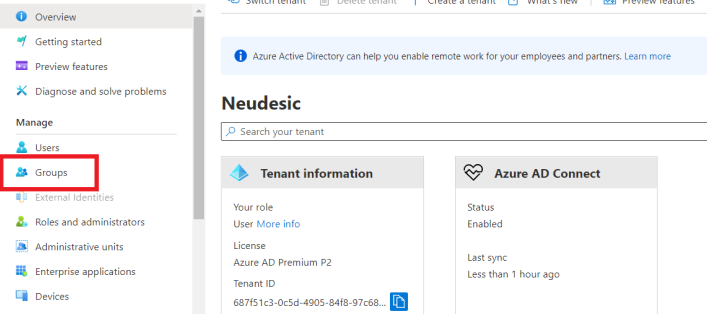 Switch tenant Delete tenant Create a tenant What's new Preview features
Overview
Getting started
Preview features
Diagnose and solve problems
Manage
Users
Groups
External Identities
Roles and administrators
Administrative units
Enterprise applications
Devices
Azure Active Directory can help you enable remote work for your employees and partners. Learn more
Neudesic
Search your tenant
Tenant information
Your role
User More info
License
Azure AD Premium P2
Tenant ID
687f51c3-0c5d-4905-84f8-97c68...
Azure AD Connect
Status
Enabled
Last sync
Less than 1 hour ago